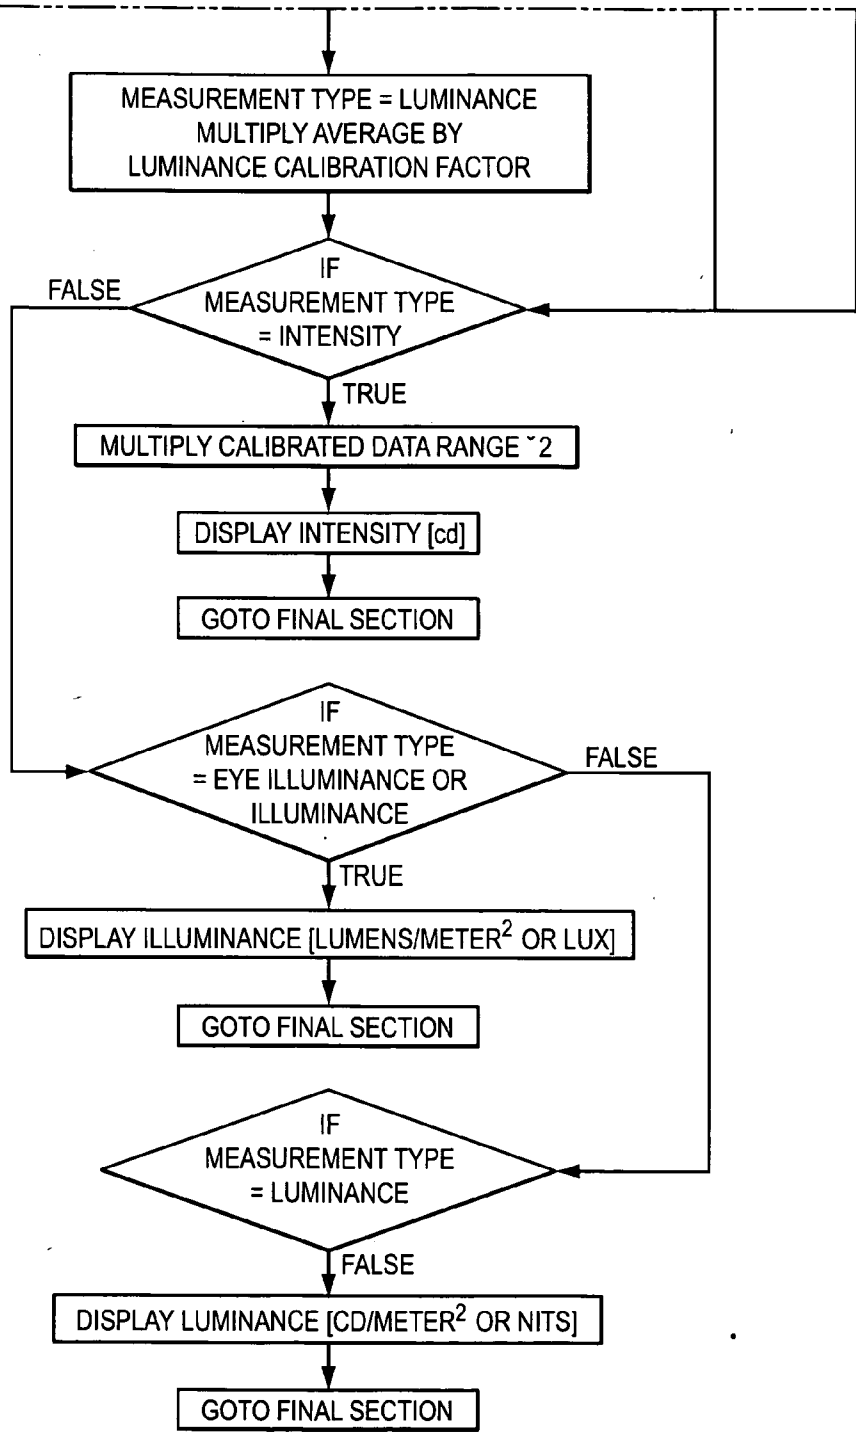 MEASUREMENT TYPE = LUMINANCE
MULTIPLY AVERAGE BY
LUMINANCE CALIBRATION FACTOR
IF
MEASUREMENT TYPE
= INTENSITY
FALSE
TRUE
MULTIPLY CALIBRATED DATA RANGE ˇ2
DISPLAY INTENSITY [cd]
GOTO FINAL SECTION
IF
MEASUREMENT TYPE
= EYE ILLUMINANCE OR
ILLUMINANCE
FALSE
TRUE
DISPLAY ILLUMINANCE [LUMENS/METER² OR LUX]
GOTO FINAL SECTION
IF
MEASUREMENT TYPE
= LUMINANCE
FALSE
DISPLAY LUMINANCE [CD/METER² OR NITS]
GOTO FINAL SECTION